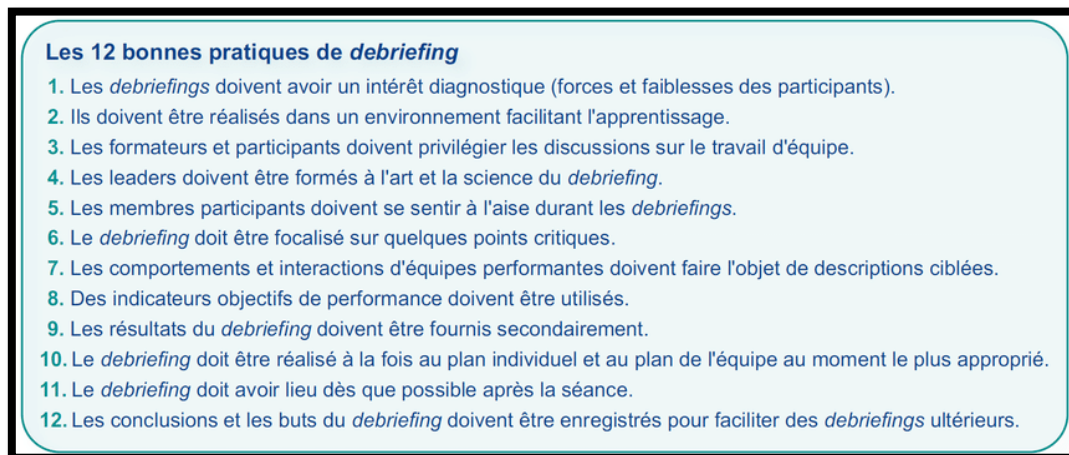 Les 12 bonnes pratiques de debriefing
1. Les debriefings doivent avoir un intérêt diagnostique (forces et faiblesses des participants).
2. Ils doivent être réalisés dans un environnement facilitant l'apprentissage.
3. Les formateurs et participants doivent privilégier les discussions sur le travail d'équipe.
4. Les leaders doivent être formés à l'art et la science du debriefing.
5. Les membres participants doivent se sentir à l'aise durant les debriefings.
6. Le debriefing doit être focalisé sur quelques points critiques.
7. Les comportements et interactions d'équipes performantes doivent faire l'objet de descriptions ciblées.
8. Des indicateurs objectifs de performance doivent être utilisés.
9. Les résultats du debriefing doivent être fournis secondairement.
10. Le debriefing doit être réalisé à la fois au plan individuel et au plan de l'équipe au moment le plus approprié.
11. Le debriefing doit avoir lieu dès que possible après la séance.
12. Les conclusions et les buts du debriefing doivent être enregistrés pour faciliter des debriefings ultérieurs.